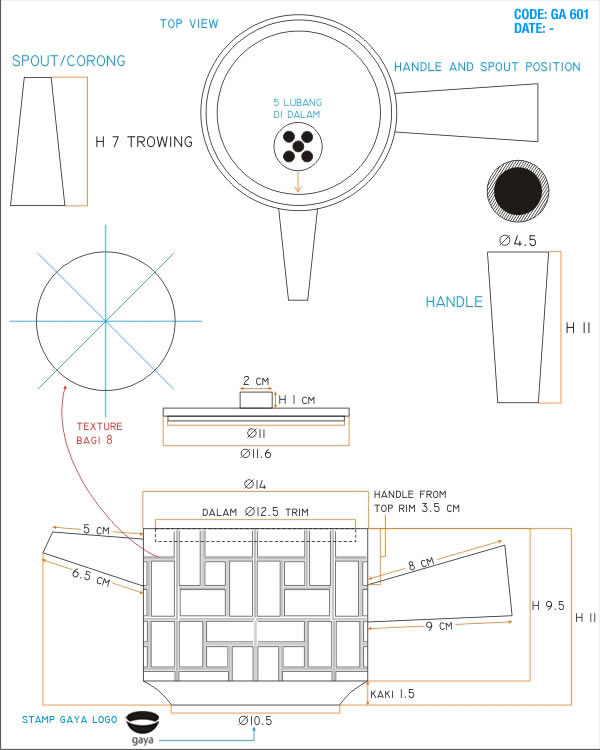 TOP VIEW
CODE: GA 601
DATE: -
SPOUT/CORONG
HANDLE AND SPOUT POSITION
5 LUBANG
DI DALAM
H 7 TROWING
Ø4.5
HANDLE
H 11
2 CM
H 1 CM
TEXTURE
BAGI 8
Ø11
Ø11.6
Ø14
HANDLE FROM
TOP RIM 3.5 CM
DALAM Ø12.5 TRIM
5 CM
6.5 CM
8 CM
9 CM
H 9.5
H 11
KAKI 1.5
STAMP GAYA LOGO
gaya
Ø10.5